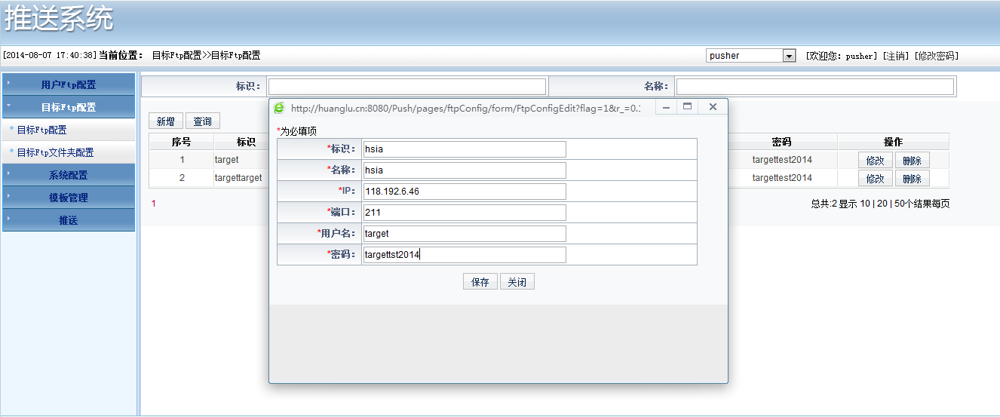 推送系统
[2014-08-07 17:40:38] 当前位置: 目标Ftp配置>>目标Ftp配置 pusher [欢迎您: pusher] [注销] [修改密码]
用户Ftp配置
目标Ftp配置
目标Ftp配置
目标Ftp文件夹配置
系统配置
模板管理
推送
标识: 名称:
新增 查询
序号 标识 密码 操作
1 target targettest2014 修改 删除
2 targettarget targettest2014 修改 删除
1 总共:2 显示 10 | 20 | 50个结果每页
http://huanglu.cn:8080/Push/pages/ftpConfig/form/FtpConfigEdit?flag=1&r_=0.
*为必填项
*标识: hsia
*名称: hsia
*IP: 118.192.6.46
*端口: 211
*用户名: target
*密码: targettst2014
保存 关闭